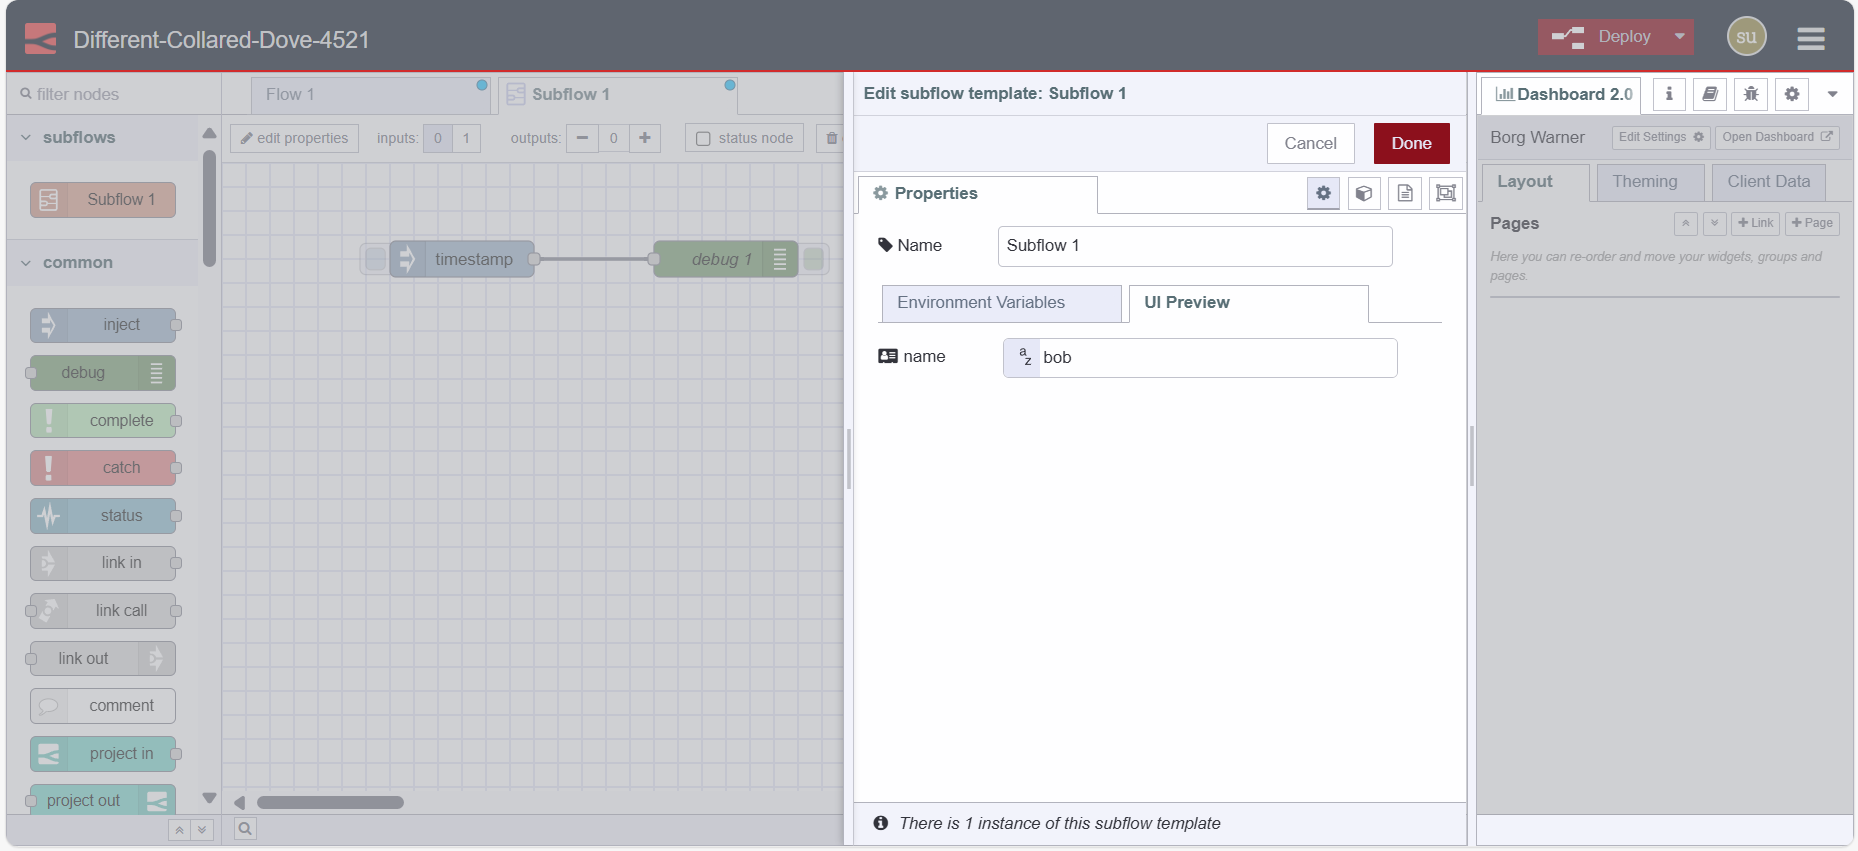 Different-Collared-Dove-4521
Deploy
su
filter nodes
Flow 1
Subflow 1
Edit subflow template: Subflow 1
Dashboard 2.0
subflows
edit properties
inputs: 0 1
outputs: 0
status node
Cancel
Done
Borg Warner
Edit Settings
Open Dashboard
Subflow 1
Properties
Layout
Theming
Client Data
Pages
Link
Page
common
timestamp
debug 1
Name
Subflow 1
Here you can re-order and move your widgets, groups and
pages.
Environment Variables
UI Preview
inject
debug
name
bob
complete
catch
status
link in
link call
link out
comment
project in
project out
There is 1 instance of this subflow template